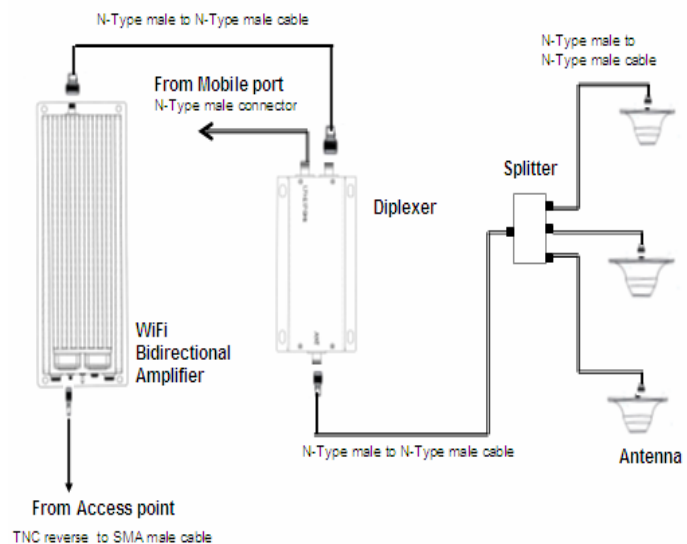 N-Type male to N-Type male cable
N-Type male to
N-Type male cable
From Mobile port
N-Type male connector
Splitter
Diplexer
WiFi
Bidirectional
Amplifier
N-Type male to N-Type male cable
Antenna
From Access point
TNC reverse to SMA male cable